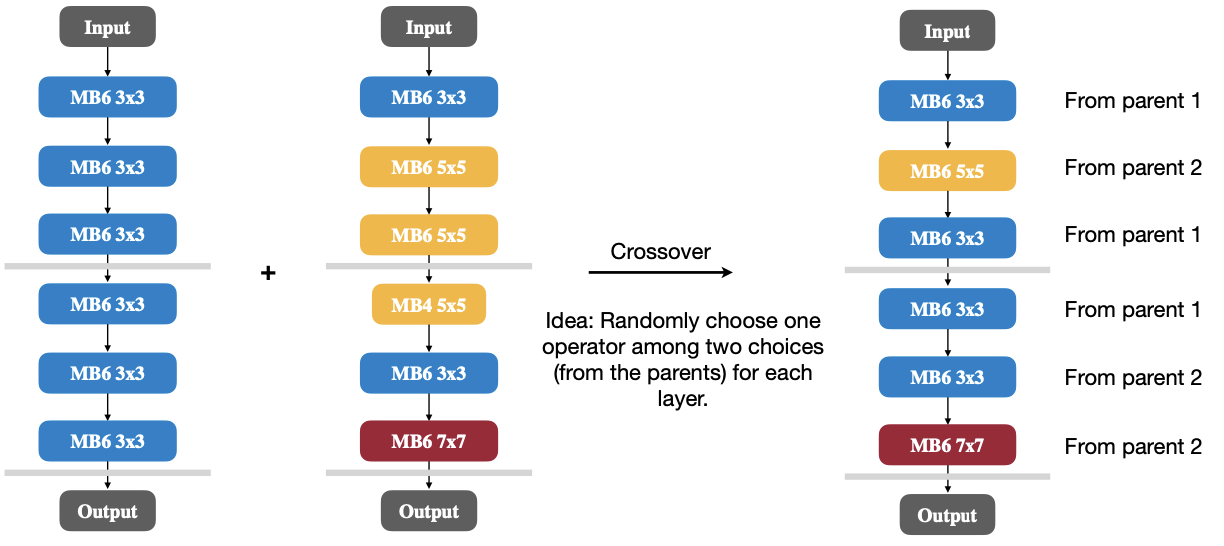 Input
MB6 3x3
MB6 3x3
MB6 3x3
MB6 3x3
MB6 3x3
MB6 3x3
Output
+
Input
MB6 3x3
MB6 5x5
MB6 5x5
MB4 5x5
MB6 3x3
MB6 7x7
Output
Crossover
Idea: Randomly choose one
operator among two choices
(from the parents) for each
layer.
Input
MB6 3x3
From parent 1
MB6 5x5
From parent 2
MB6 3x3
From parent 1
MB6 3x3
From parent 1
MB6 3x3
From parent 2
MB6 7x7
From parent 2
Output